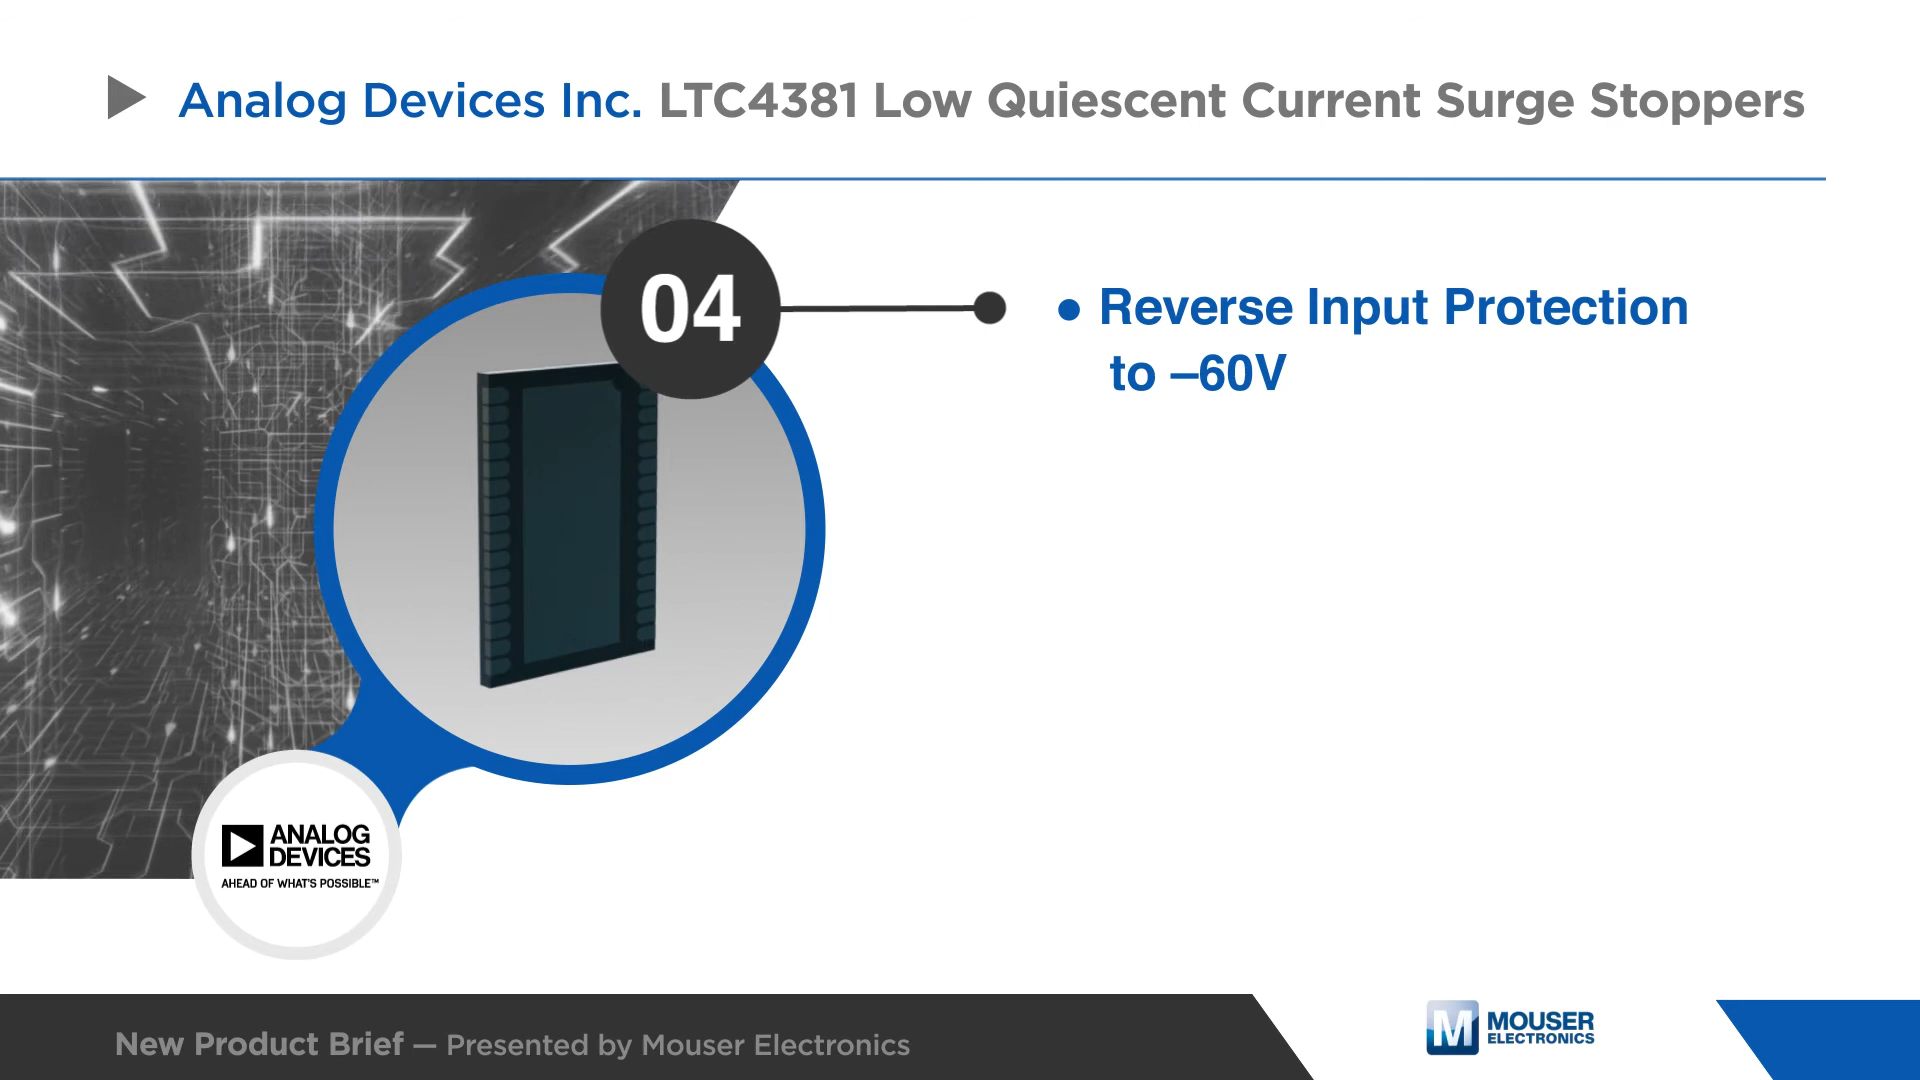 Analog Devices Inc. LTC4381 Low Quiescent Current Surge Stoppers
04
● Reverse Input Protection
to –60V
ANALOG
DEVICES
AHEAD OF WHAT'S POSSIBLE™
New Product Brief — Presented by Mouser Electronics
M MOUSER
ELECTRONICS